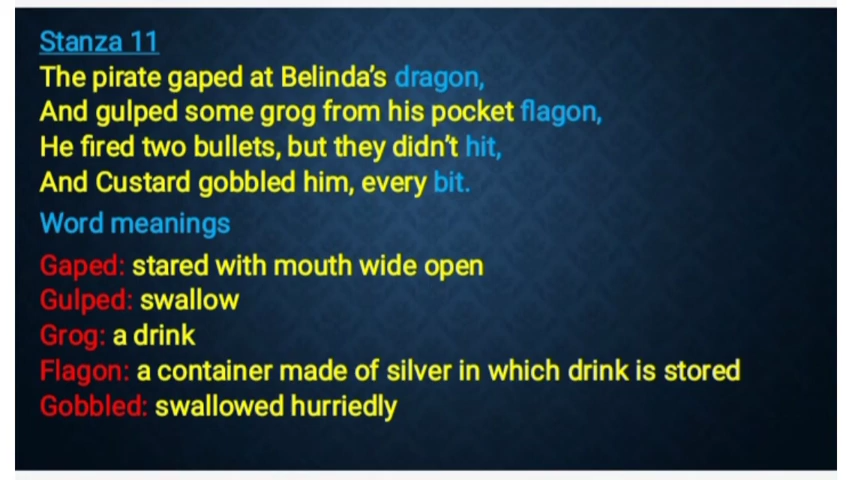 Stanza 11
The pirate gaped at Belinda's dragon,
And gulped some grog from his pocket flagon,
He fired two bullets, but they didn't hit,
And Custard gobbled him, every bit.
Word meanings
Gaped: stared with mouth wide open
Gulped: swallow
Grog: a drink
Flagon: a container made of silver in which drink is stored
Gobbled: swallowed hurriedly